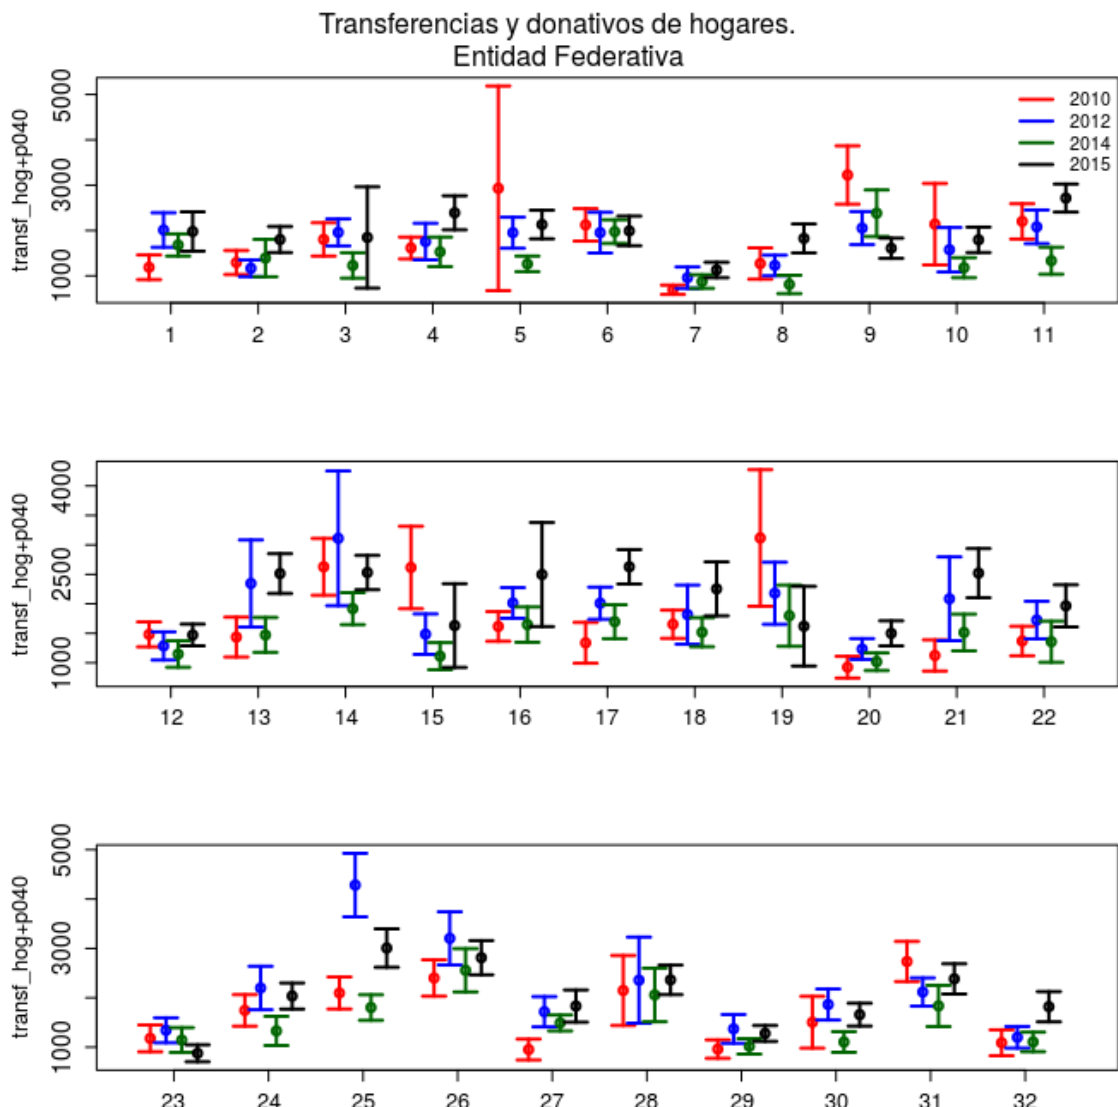 Transferencias y donativos de hogares.
Entidad Federativa
transf_hog+p040
5000
3000
1000
2010
2012
2014
2015
1 2 3 4 5 6 7 8 9 10 11
transf_hog+p040
4000
2500
1000
12 13 14 15 16 17 18 19 20 21 22
transf_hog+p040
5000
3000
1000
23 24 25 26 27 28 29 30 31 32